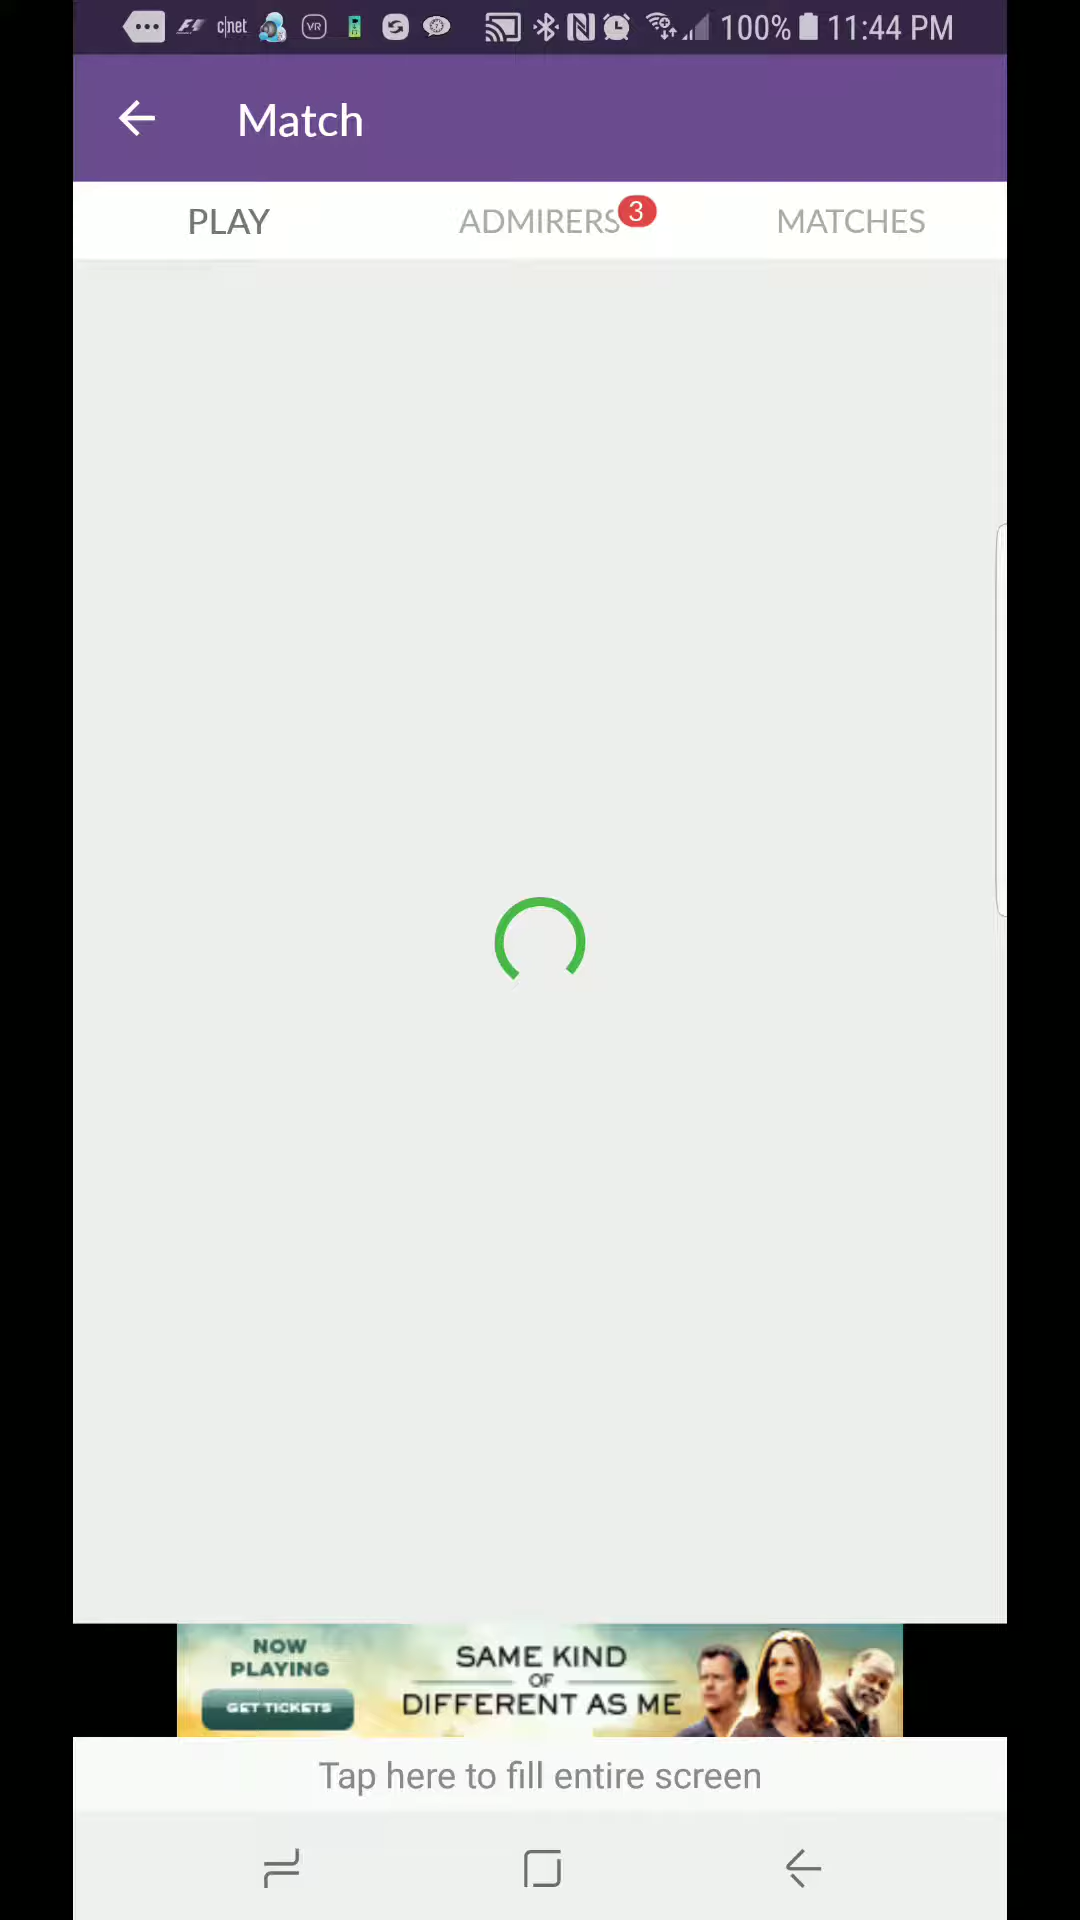 c|net VR 100% 11:44 PM
Match
PLAY ADMIRERS 3 MATCHES
NOW PLAYING
GET TICKETS
SAME KIND
OF
DIFFERENT AS ME
Tap here to fill entire screen